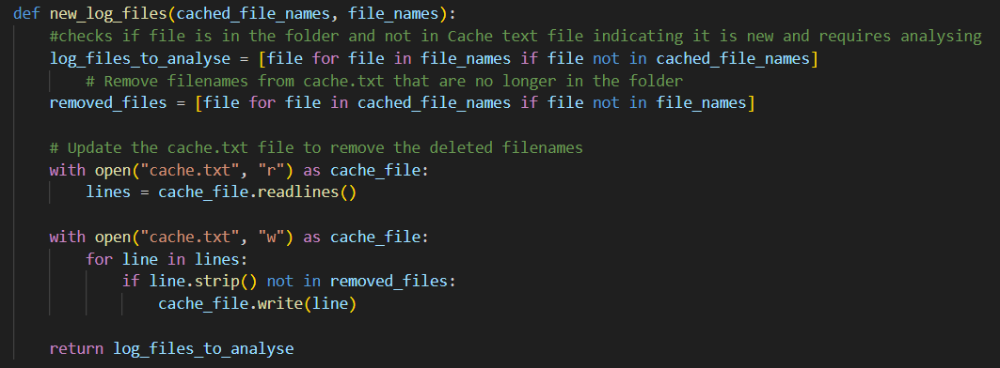 def new_log_files(cached_file_names, file_names):
    #checks if file is in the folder and not in Cache text file indicating it is new and requires analysing
    log_files_to_analyse = [file for file in file_names if file not in cached_file_names]
        # Remove filenames from cache.txt that are no longer in the folder
    removed_files = [file for file in cached_file_names if file not in file_names]

    # Update the cache.txt file to remove the deleted filenames
    with open("cache.txt", "r") as cache_file:
        lines = cache_file.readlines()

    with open("cache.txt", "w") as cache_file:
        for line in lines:
            if line.strip() not in removed_files:
                cache_file.write(line)

    return log_files_to_analyse